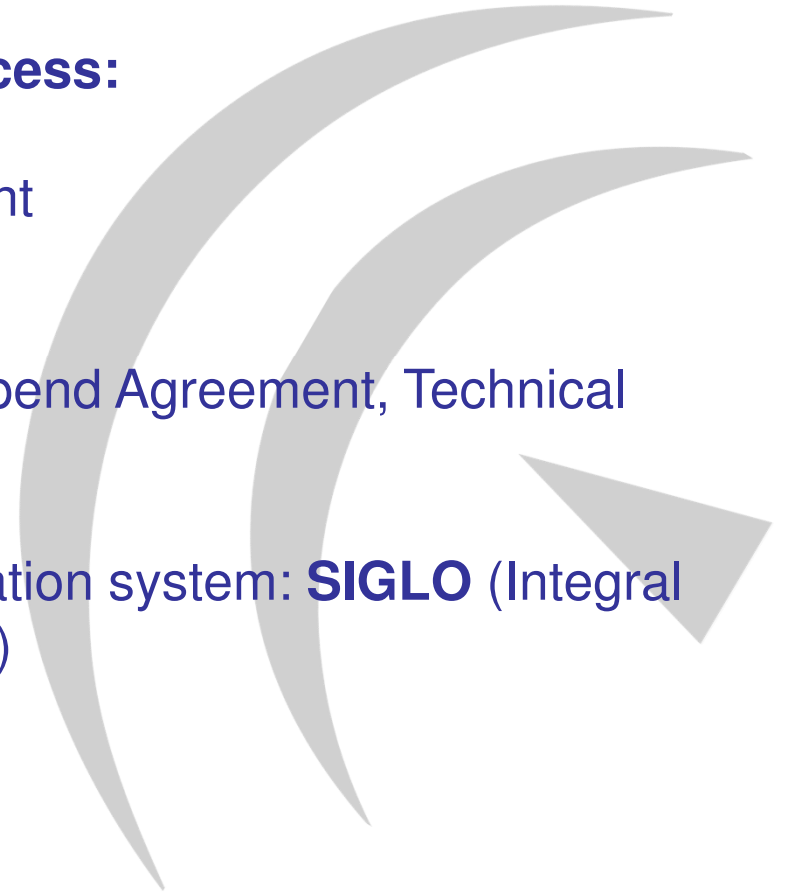 cess:
nt
pend Agreement, Technical
ation system: SIGLO (Integral
)